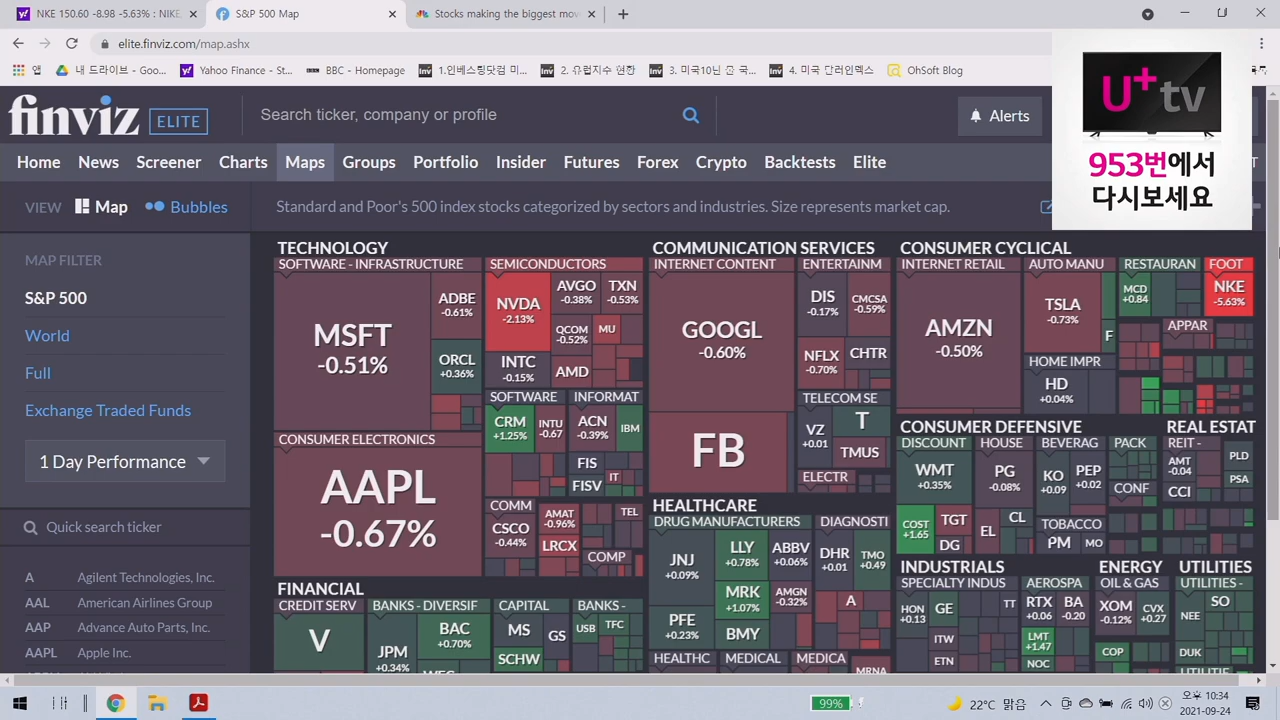 NKE 150.60 -8.98 -5.63% : NIKE,
S&P 500 Map
Stocks making the biggest mov
elite.finviz.com/map.ashx
앱
내 드라이브 - Goo...
Yahoo Finance - St...
BBC - Homepage
1.인베스팅닷컴 미...
2. 유럽지수 현황
3. 미국10년 존 국...
4. 미국 단러인덱스
OhSoft Blog
finviz ELITE
Search ticker, company or profile
Alerts
U+ tv
953번에서
다시보세요
Home News Screener Charts Maps Groups Portfolio Insider Futures Forex Crypto Backtests Elite
VIEW Map Bubbles
Standard and Poor's 500 index stocks categorized by sectors and industries. Size represents market cap.
MAP FILTER
S&P 500
World
Full
Exchange Traded Funds
1 Day Performance
Quick search ticker
A Agilent Technologies, Inc.
AAL American Airlines Group
AAP Advance Auto Parts, Inc.
AAPL Apple Inc.
TECHNOLOGY
SOFTWARE - INFRASTRUCTURE
MSFT
-0.51%
ADBE
-0.61%
ORCL
+0.36%
SEMICONDUCTORS
NVDA
-2.13%
AVGO
-0.38%
TXN
-0.53%
QCOM
-0.52%
MU
INTC
-0.15%
AMD
CONSUMER ELECTRONICS
AAPL
-0.67%
SOFTWARE
CRM
+1.25%
INTU
-0.67
INFORMAT
ACN
-0.39%
IBM
FIS
IT
FISV
COMM
CSCO
-0.44%
AMAT
-0.96%
LRCX
TEL
COMP
FINANCIAL
CREDIT SERV
V
BANKS - DIVERSIF
JPM
+0.34%
BAC
+0.70%
WFC
CAPITAL
MS
GS
SCHW
BANKS -
USB
TFC
COMMUNICATION SERVICES
INTERNET CONTENT
GOOGL
-0.60%
FB
ENTERTAINM
DIS
-0.17%
CMCSA
-0.59%
NFLX
-0.70%
CHTR
TELECOM SE
VZ
+0.01
T
TMUS
ELECTR
HEALTHCARE
DRUG MANUFACTURERS
JNJ
+0.09%
LLY
+0.78%
ABBV
+0.06%
MRK
+1.07%
AMGN
-0.32%
PFE
+0.23%
BMY
DIAGNOSTI
DHR
+0.01
TMO
+0.49
A
HEALTHC
MEDICAL
MEDICA
MRNA
CONSUMER CYCLICAL
INTERNET RETAIL
AMZN
-0.50%
AUTO MANU
TSLA
-0.73%
F
RESTAURAN
MCD
+0.84
FOOT
NKE
-5.63%
APPAR
HOME IMPR
HD
+0.04%
CONSUMER DEFENSIVE
DISCOUNT
WMT
+0.35%
COST
+1.65
TGT
DG
HOUSE
PG
-0.08%
EL
CL
BEVERAG
KO
+0.09
PEP
+0.02
TOBACCO
PM
MO
PACK
CONF
REAL ESTAT
REIT -
AMT
-0.04
PLD
PSA
CCI
INDUSTRIALS
SPECIALTY INDUS
HON
+0.13
GE
TT
ITW
ETN
AEROSPA
RTX
+0.06
BA
-0.20
LMT
+1.47
NOC
ENERGY
OIL & GAS
XOM
-0.12%
CVX
+0.27
COP
UTILITIES
UTILITIES -
NEE
SO
DUK
UTILITIE
99%
22℃ 맑음
오후 10:34
2021-09-24